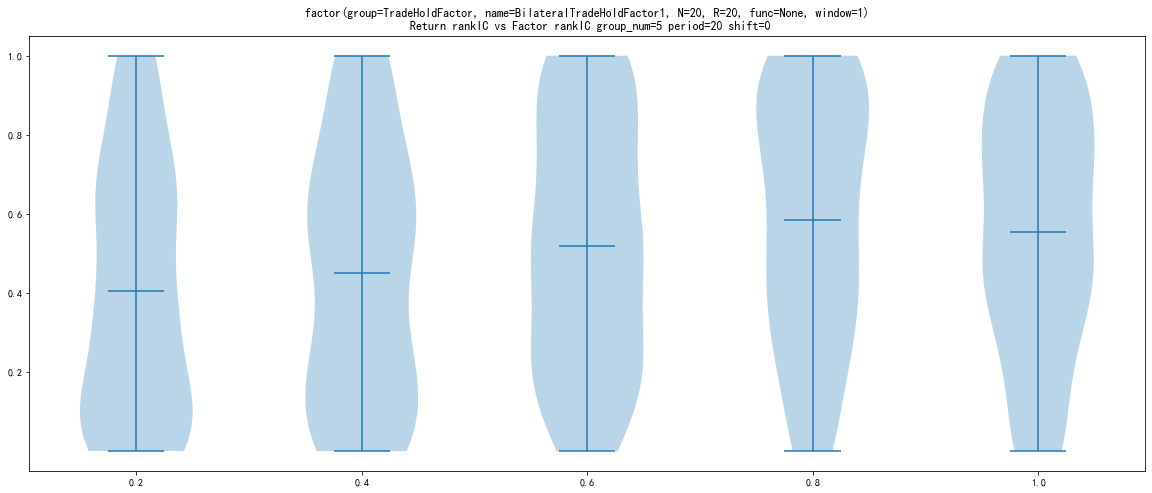 factor(group=TradeHoldFactor, name=BilateralTradeHoldFactor1, N=20, R=20, func=None, window=1)
Return rankIC vs Factor rankIC group_num=5 period=20 shift=0
1.0
0.8
0.6
0.4
0.2
0.2 0.4 0.6 0.8 1.0